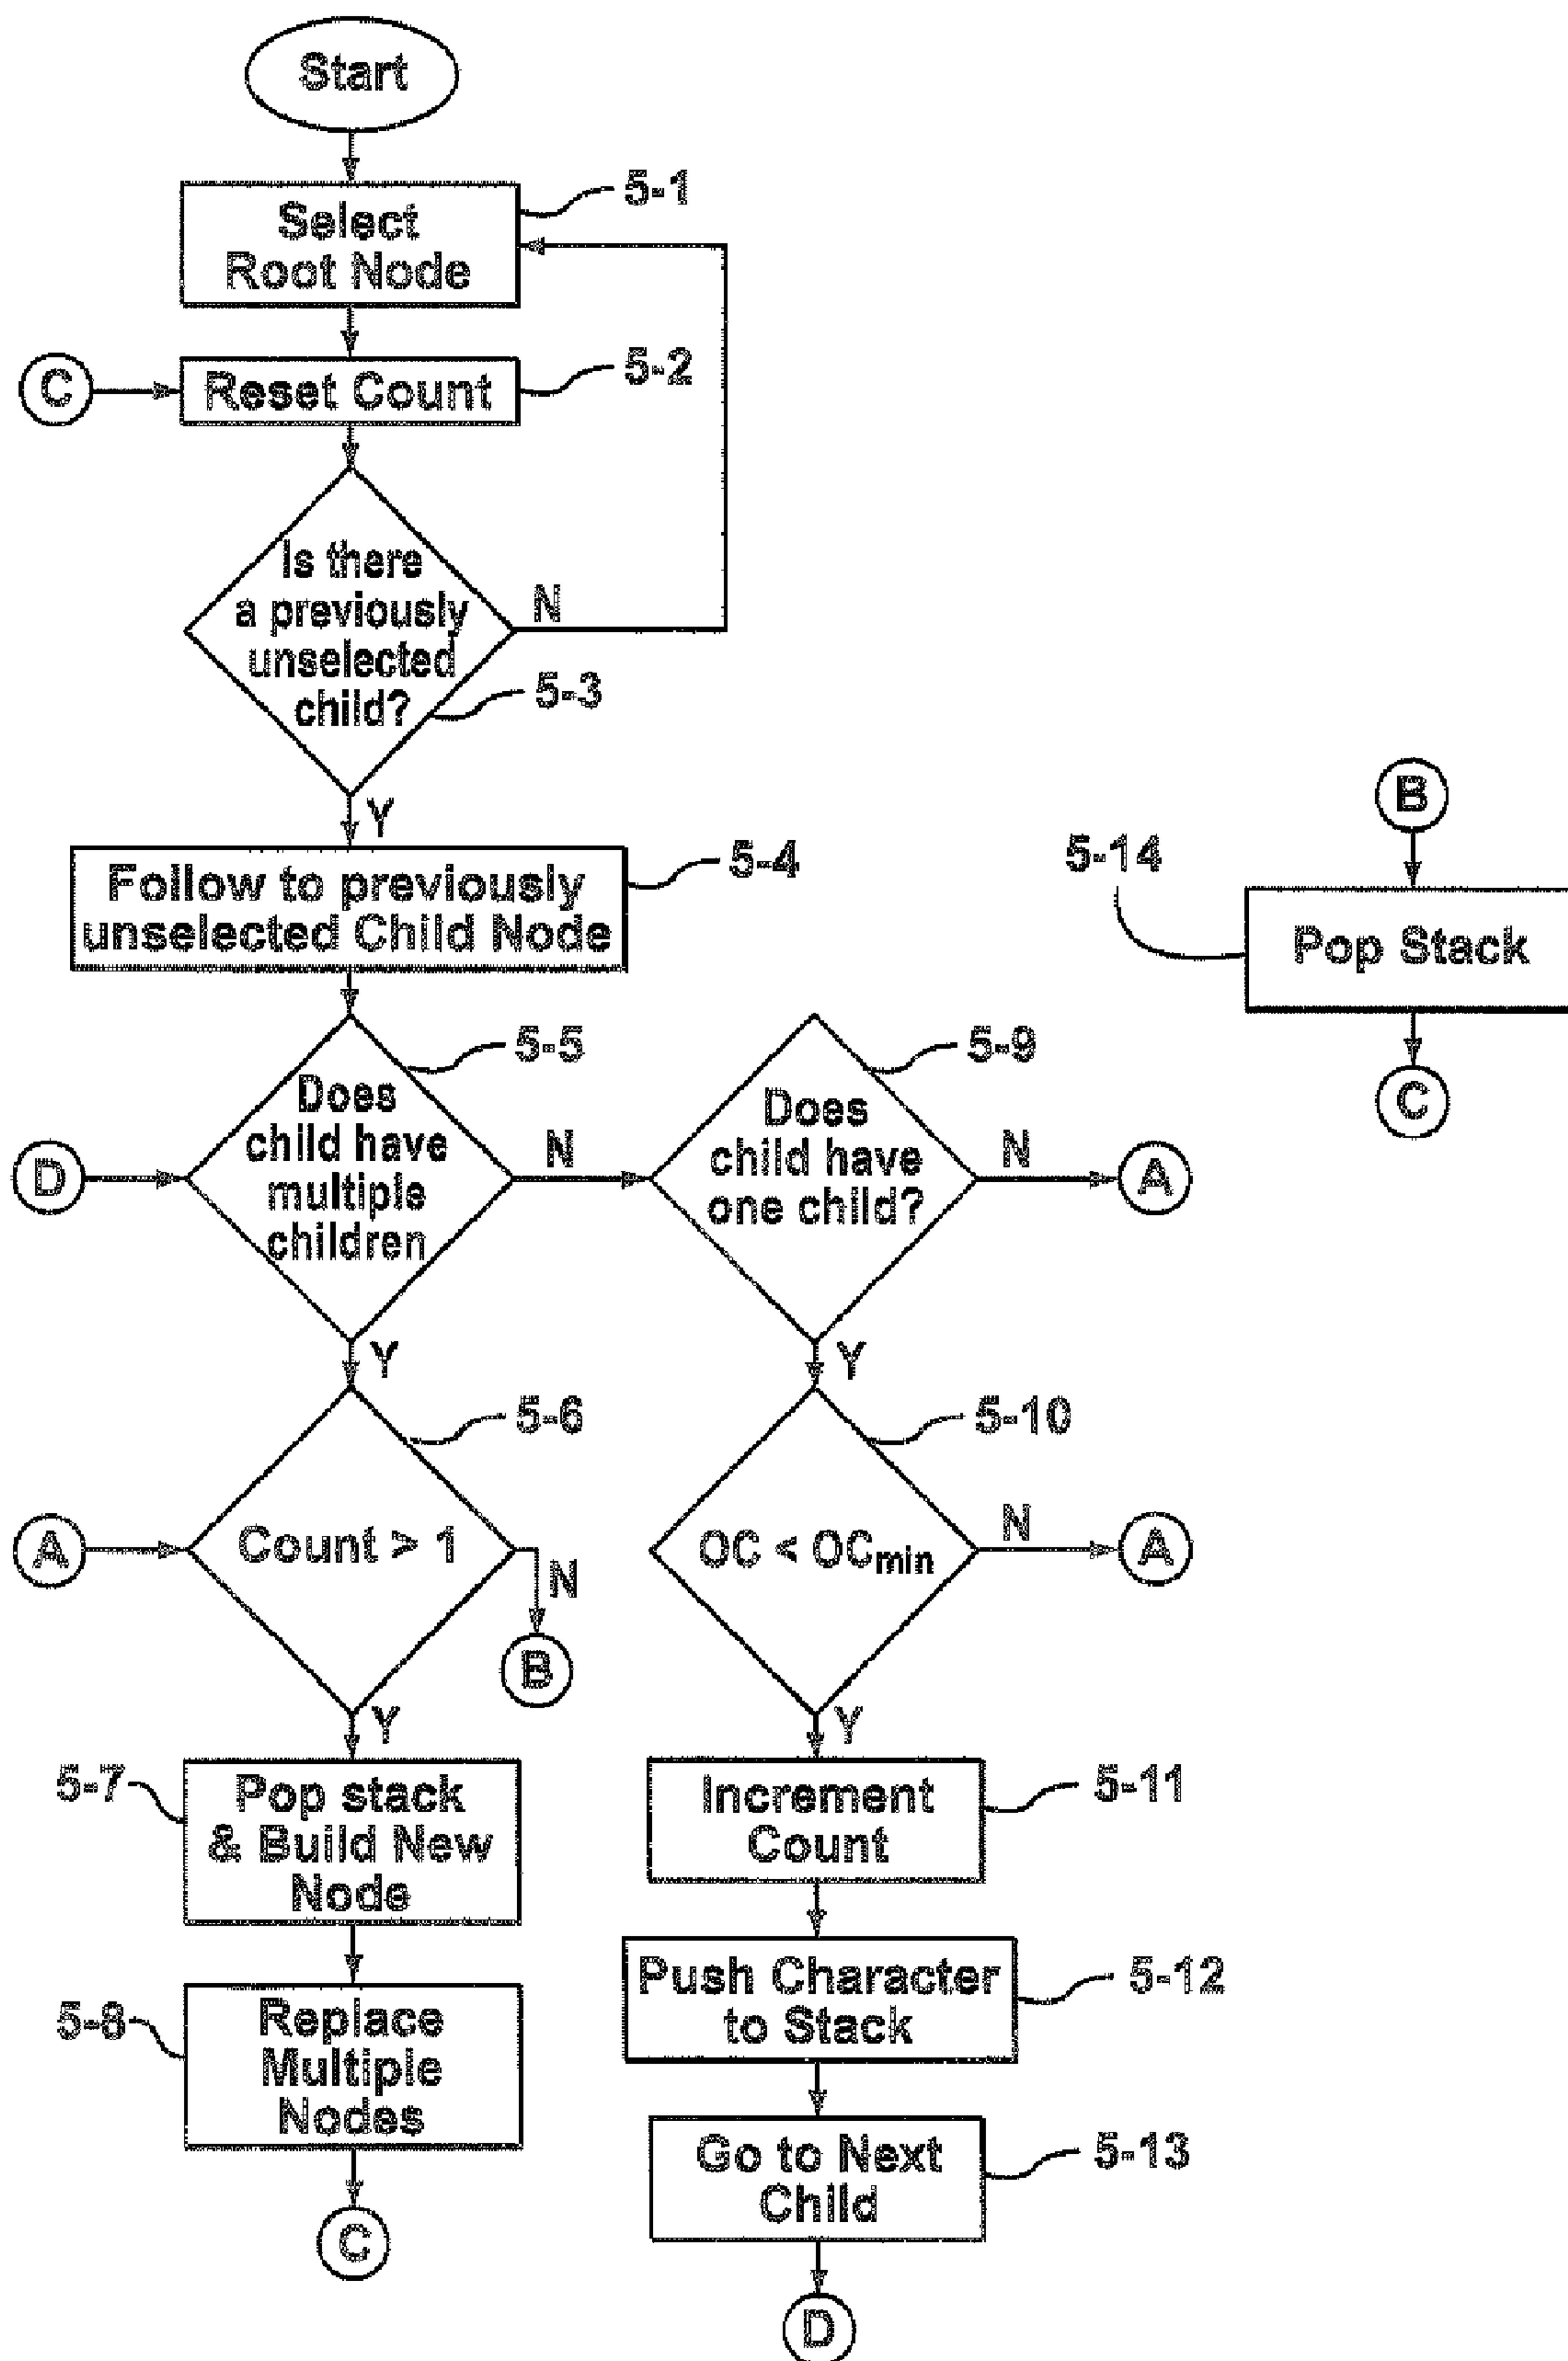 Start
Select
Root Node
5-1
C
Reset Count
5-2
Is there
a previously
unselected
child?
N
5-3
Y
Follow to previously
unselected Child Node
5-4
B
5-14
Pop Stack
C
D
Does
child have
multiple
children
5-5
N
Does
child have
one child?
5-9
N
A
Y
Y
A
Count > 1
5-6
N
B
OC < OCmin
5-10
N
A
Y
Y
5-7
Pop stack
& Build New
Node
Increment
Count
5-11
5-8
Replace
Multiple
Nodes
Push Character
to Stack
5-12
C
Go to Next
Child
5-13
D